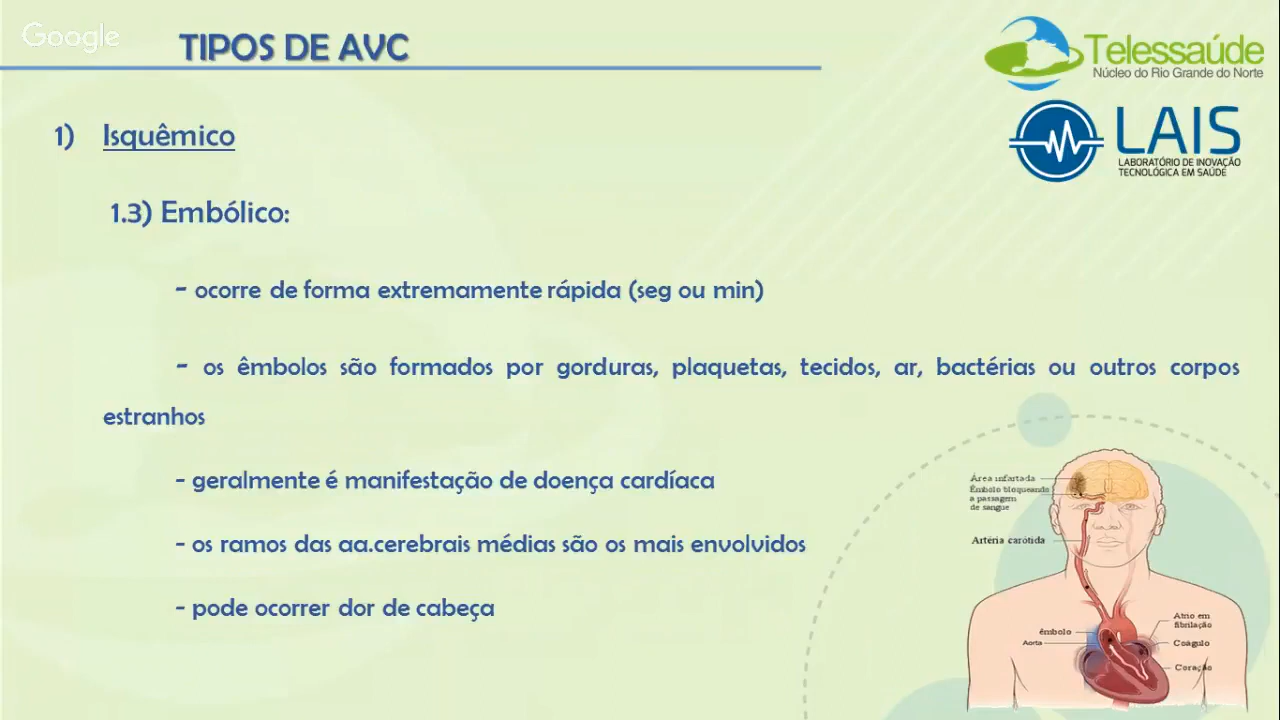 Google
TIPOS DE AVC
Telessaúde
Núcleo do Rio Grande do Norte
LAIS
LABORATÓRIO DE INOVAÇÃO
TECNOLÓGICA EM SAÚDE
1) Isquêmico
1.3) Embólico:
- ocorre de forma extremamente rápida (seg ou min)
- os êmbolos são formados por gorduras, plaquetas, tecidos, ar, bactérias ou outros corpos
estranhos
- geralmente é manifestação de doença cardíaca
- os ramos das aa.cerebrais médias são os mais envolvidos
- pode ocorrer dor de cabeça
Área infartada
Êmbolo bloqueando
a passagem
de sangue
Artéria carótida
êmbolo
Aorta
Atrio em
fibrilação
Coágulo
Coração